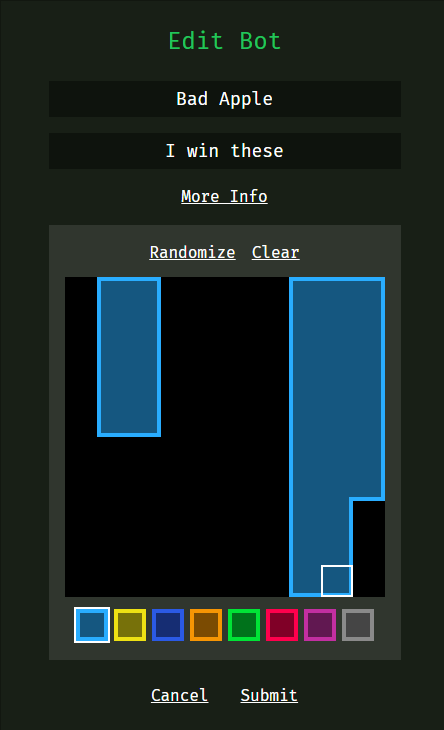 Edit Bot
Bad Apple
I win these
More Info
Randomize Clear
Cancel Submit